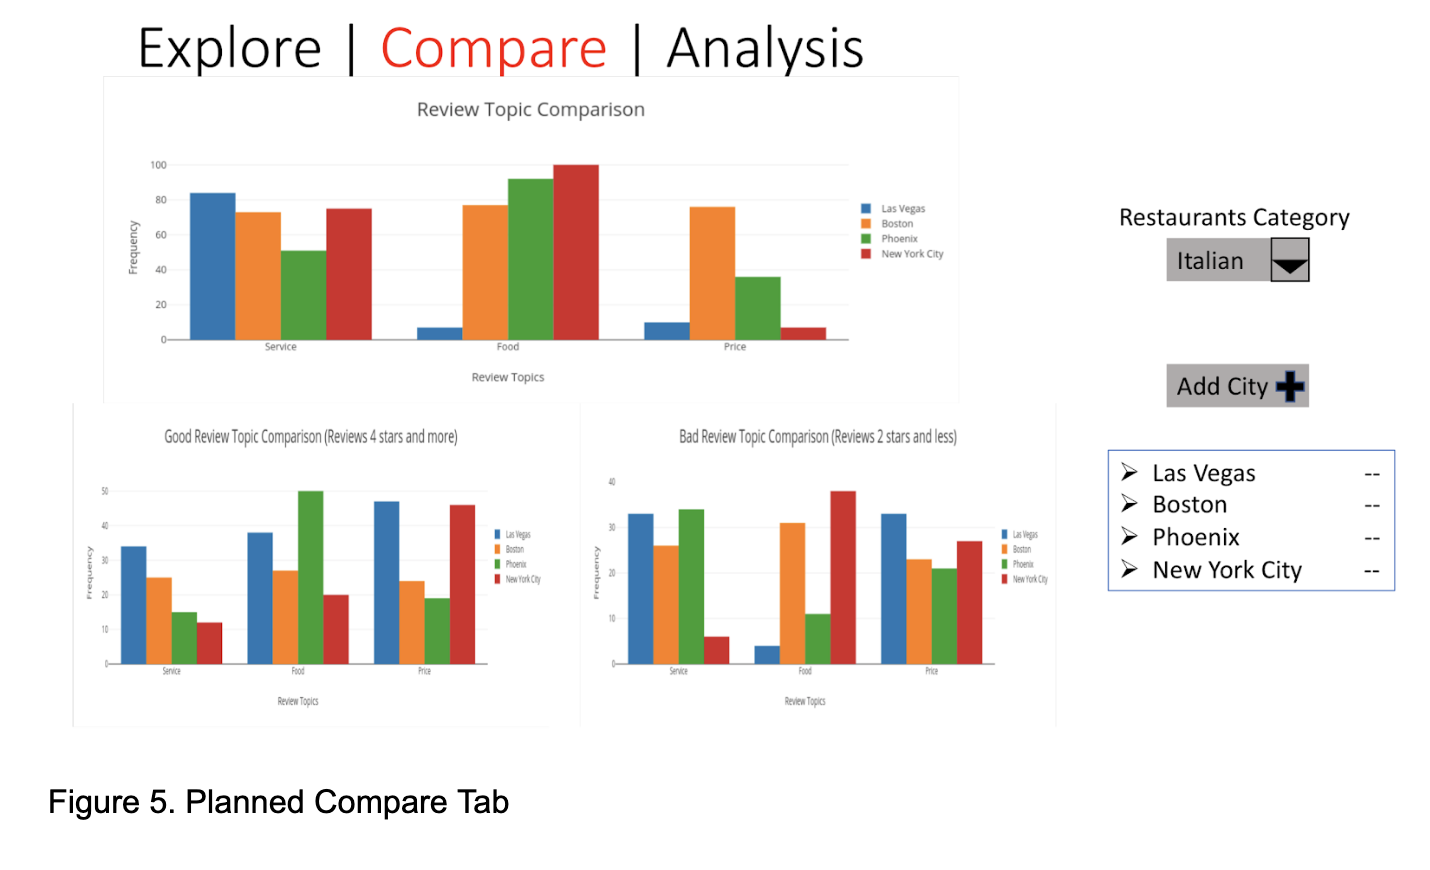 Explore | Compare | Analysis
Review Topic Comparison
100
80
60
40
20
0
Frequency
Service
Food
Price
Review Topics
Las Vegas
Boston
Phoenix
New York City
Restaurants Category
Italian
Add City
Las Vegas --
Boston --
Phoenix --
New York City --
Good Review Topic Comparison (Reviews 4 stars and more)
50
40
30
20
10
0
Frequency
Service
Food
Price
Review Topics
Las Vegas
Boston
Phoenix
New York City
Bad Review Topic Comparison (Reviews 2 stars and less)
40
30
20
10
0
Frequency
Service
Food
Price
Review Topics
Las Vegas
Boston
Phoenix
New York City
Figure 5. Planned Compare Tab